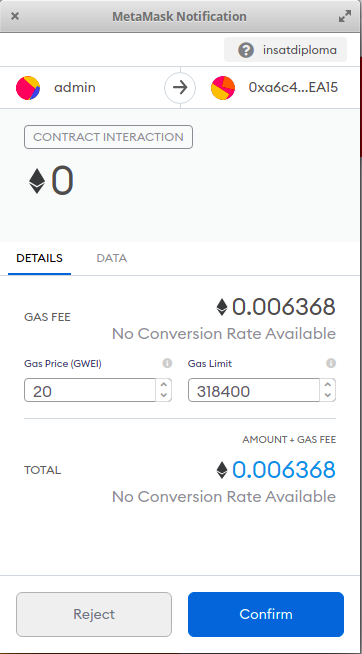 MetaMask Notification
insatdiploma
admin
0xa6c4...EA15
CONTRACT INTERACTION
0
DETAILS
DATA
GAS FEE
0.006368
No Conversion Rate Available
Gas Price (GWEI)
Gas Limit
20
318400
AMOUNT + GAS FEE
TOTAL
0.006368
No Conversion Rate Available
Reject
Confirm